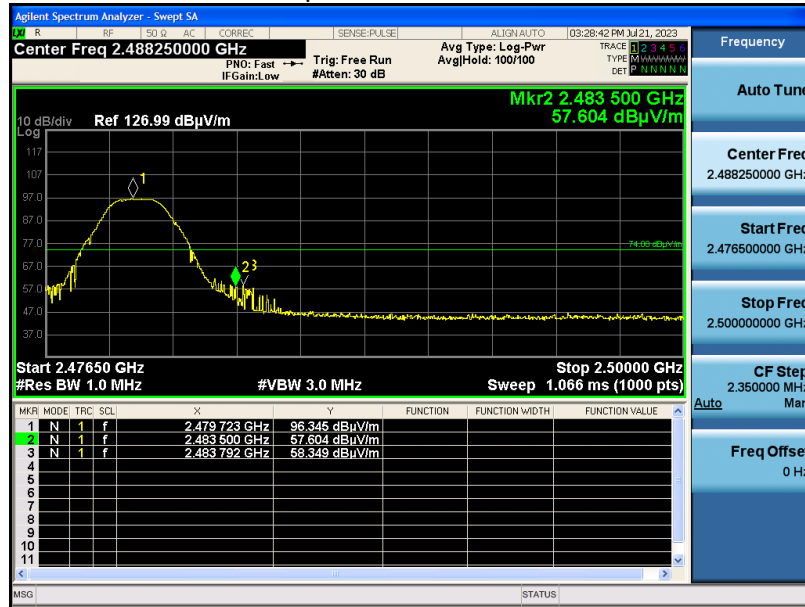 Agilent Spectrum Analyzer - Swept SA
LXI R RF 50 Ω AC CORREC SENSE:PULSE ALIGN AUTO 03:28:42 PM Jul 21, 2023
Center Freq 2.488250000 GHz
PNO: Fast
IFGain:Low
Trig: Free Run
#Atten: 30 dB
Avg Type: Log-Pwr
Avg|Hold: 100/100
TRACE 1 2 3 4 5 6
TYPE M
DET P N N N N N
Mkr2 2.483 500 GHz
57.604 dBµV/m
10 dB/div Ref 126.99 dBµV/m
Log
117
107
97.0
87.0
77.0
67.0
57.0
47.0
37.0
1
2 3
74.00 dBµV/m
Start 2.47650 GHz Stop 2.50000 GHz
#Res BW 1.0 MHz #VBW 3.0 MHz Sweep 1.066 ms (1000 pts)
MKR MODE TRC SCL X Y FUNCTION FUNCTION WIDTH FUNCTION VALUE
1 N 1 f 2.479 723 GHz 96.345 dBµV/m
2 N 1 f 2.483 500 GHz 57.604 dBµV/m
3 N 1 f 2.483 792 GHz 58.349 dBµV/m
4
5
6
7
8
9
10
11
MSG STATUS
Frequency
Auto Tune
Center Freq
2.488250000 GHz
Start Freq
2.476500000 GHz
Stop Freq
2.500000000 GHz
CF Step
2.350000 MHz
Auto Man
Freq Offset
0 Hz